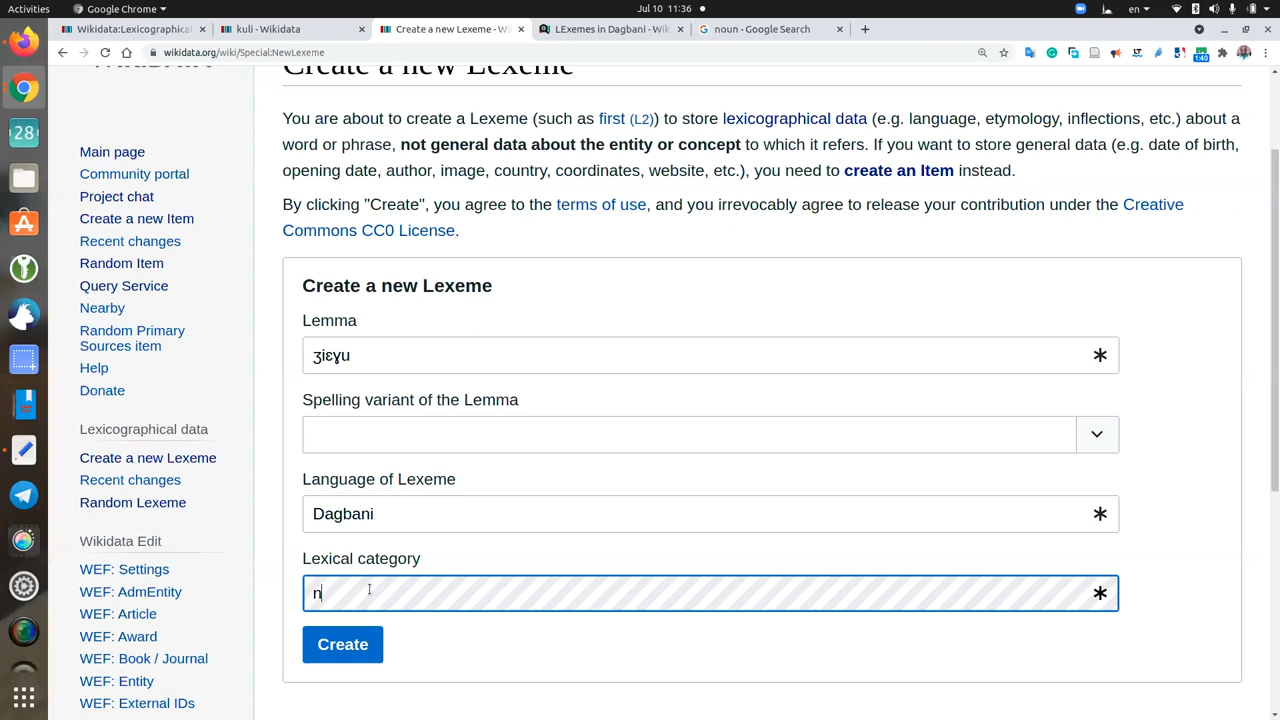 Activities
Google Chrome
Jul 10 11:36
en
Wikidata:Lexicographical
kuli - Wikidata
Create a new Lexeme - W
LExemes in Dagbani - Wik
noun - Google Search
wikidata.org/wiki/Special:NewLexeme
1:40
28
Create a new Lexeme
You are about to create a Lexeme (such as first (L2)) to store lexicographical data (e.g. language, etymology, inflections, etc.) about a
word or phrase, not general data about the entity or concept to which it refers. If you want to store general data (e.g. date of birth,
opening date, author, image, country, coordinates, website, etc.), you need to create an Item instead.
By clicking "Create", you agree to the terms of use, and you irrevocably agree to release your contribution under the Creative
Commons CC0 License.
Main page
Community portal
Project chat
Create a new Item
Recent changes
Random Item
Query Service
Nearby
Random Primary
Sources item
Help
Donate
Lexicographical data
Create a new Lexeme
Recent changes
Random Lexeme
Wikidata Edit
WEF: Settings
WEF: AdmEntity
WEF: Article
WEF: Award
WEF: Book / Journal
WEF: Entity
WEF: External IDs
Create a new Lexeme
Lemma
ʒiɛɣu
Spelling variant of the Lemma
Language of Lexeme
Dagbani
Lexical category
n
Create